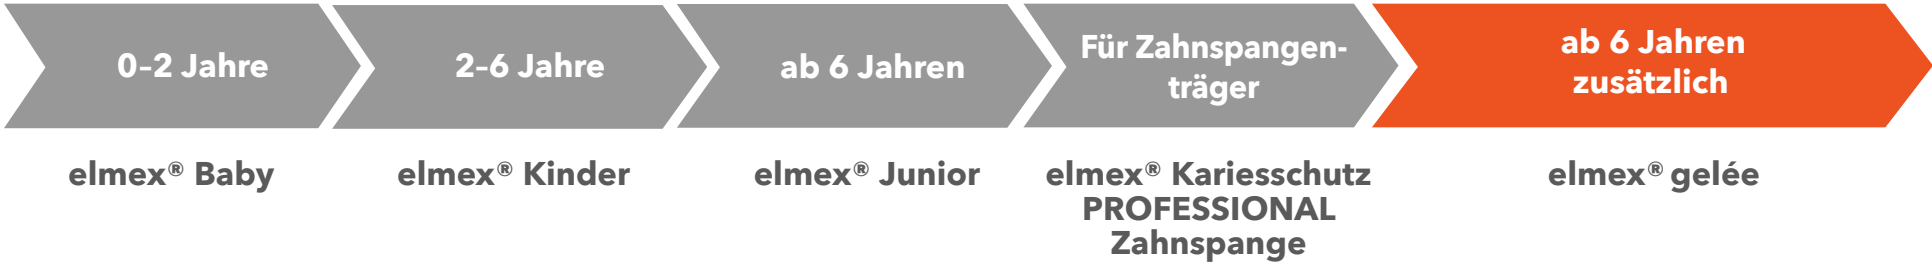 0–2 Jahre
2–6 Jahre
ab 6 Jahren
Für Zahnspangen-
träger
ab 6 Jahren
zusätzlich
elmex® Baby
elmex® Kinder
elmex® Junior
elmex® Kariesschutz
PROFESSIONAL
Zahnspange
elmex® gelée